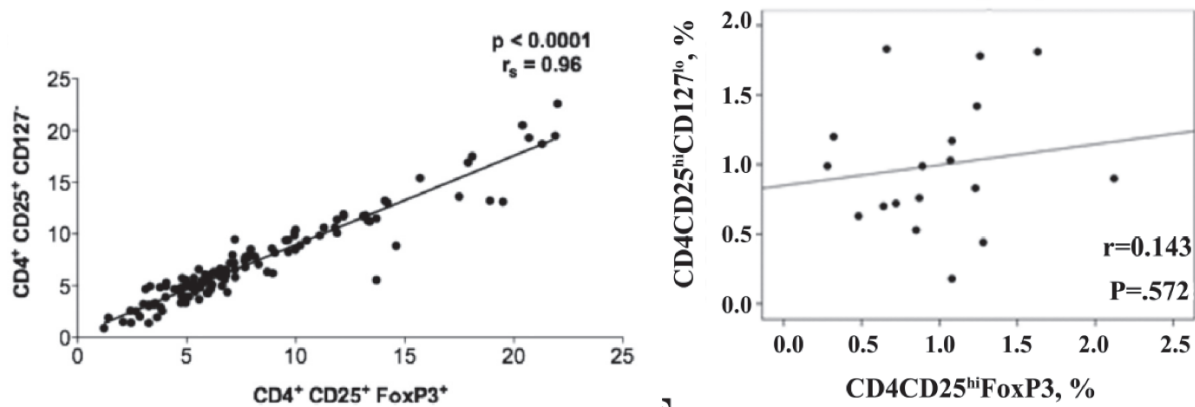 p < 0.0001
r_s = 0.96
25
20
15
10
5
0
CD4⁺ CD25⁺ CD127⁻
0 5 10 15 20 25
CD4⁺ CD25⁺ FoxP3⁺
2.0
1.5
1.0
0.5
0.0
CD4CD25ʰⁱCD127ˡᵒ, %
r=0.143
P=.572
0.0 0.5 1.0 1.5 2.0 2.5
CD4CD25ʰⁱFoxP3, %